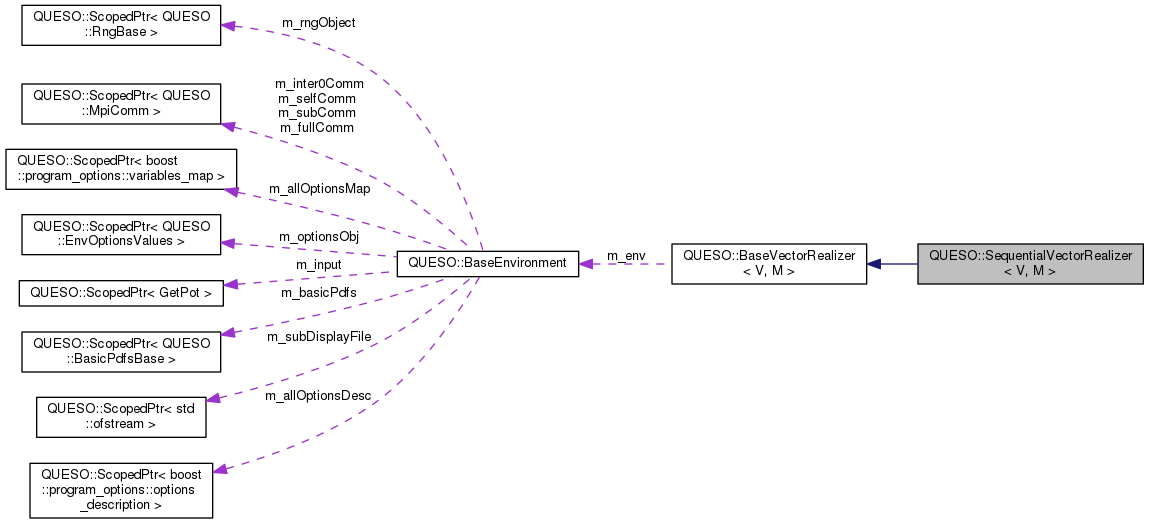 QUESO::ScopedPtr< QUESO
::RngBase >
m_rngObject
QUESO::ScopedPtr< QUESO
::MpiComm >
m_inter0Comm
m_selfComm
m_subComm
m_fullComm
QUESO::ScopedPtr< boost
::program_options::variables_map >
m_allOptionsMap
QUESO::ScopedPtr< QUESO
::EnvOptionsValues >
m_optionsObj
QUESO::ScopedPtr< GetPot >
m_input
QUESO::ScopedPtr< QUESO
::BasicPdfsBase >
m_basicPdfs
QUESO::ScopedPtr< std
::ofstream >
m_subDisplayFile
QUESO::ScopedPtr< boost
::program_options::options
_description >
m_allOptionsDesc
QUESO::BaseEnvironment
m_env
QUESO::BaseVectorRealizer
< V, M >
QUESO::SequentialVectorRealizer
< V, M >